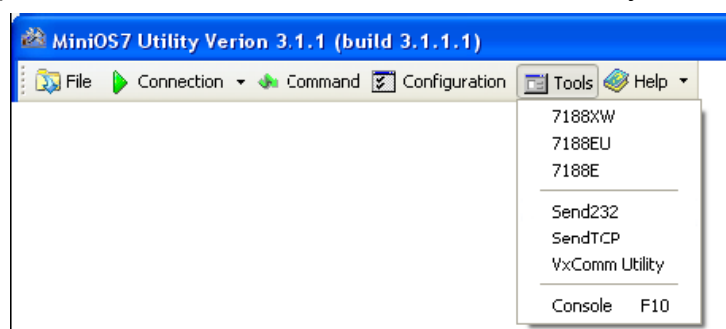 MiniOS7 Utility Verion 3.1.1 (build 3.1.1.1)
File Connection Command Configuration Tools Help
7188XW
7188EU
7188E
Send232
SendTCP
VxComm Utility
Console F10